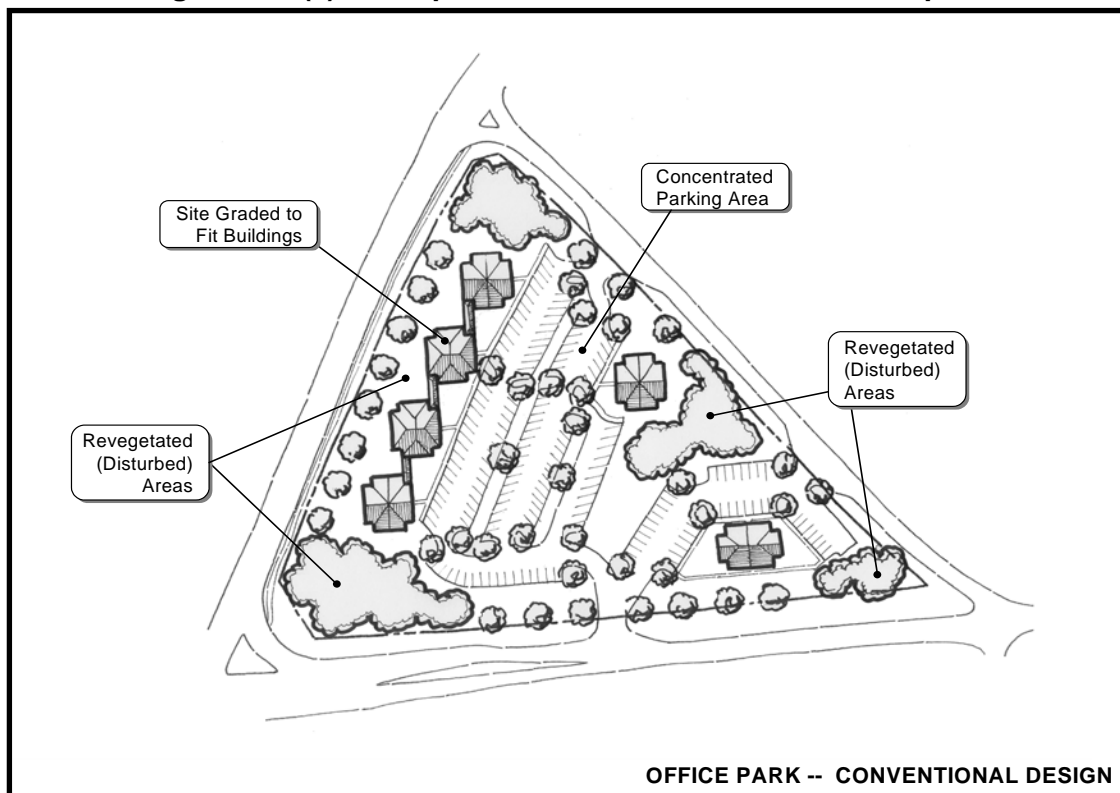 Site Graded to
Fit Buildings
Concentrated
Parking Area
Revegetated
(Disturbed)
Areas
Revegetated
(Disturbed)
Areas
OFFICE PARK -- CONVENTIONAL DESIGN